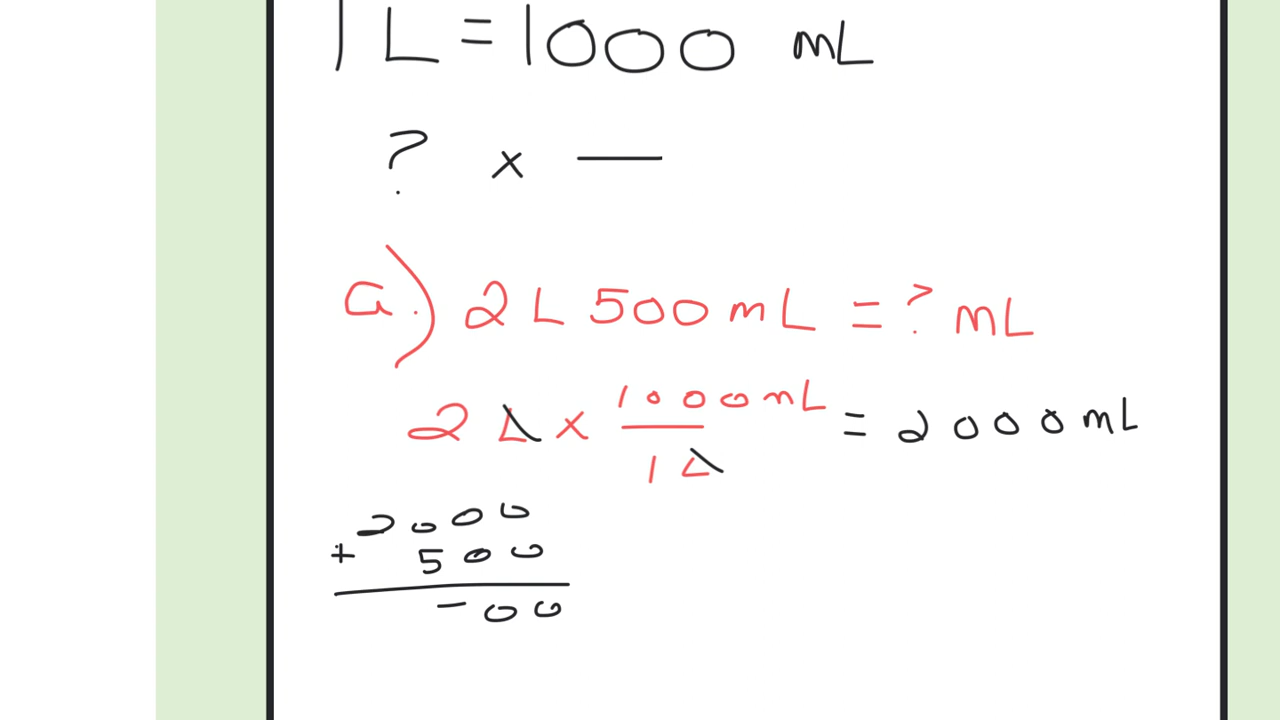 1 L = 1000 mL
? x —
a.) 2 L 500 mL = ? mL
2 L x 1000 mL / 1 L = 2000 mL
2000
+ 500
00